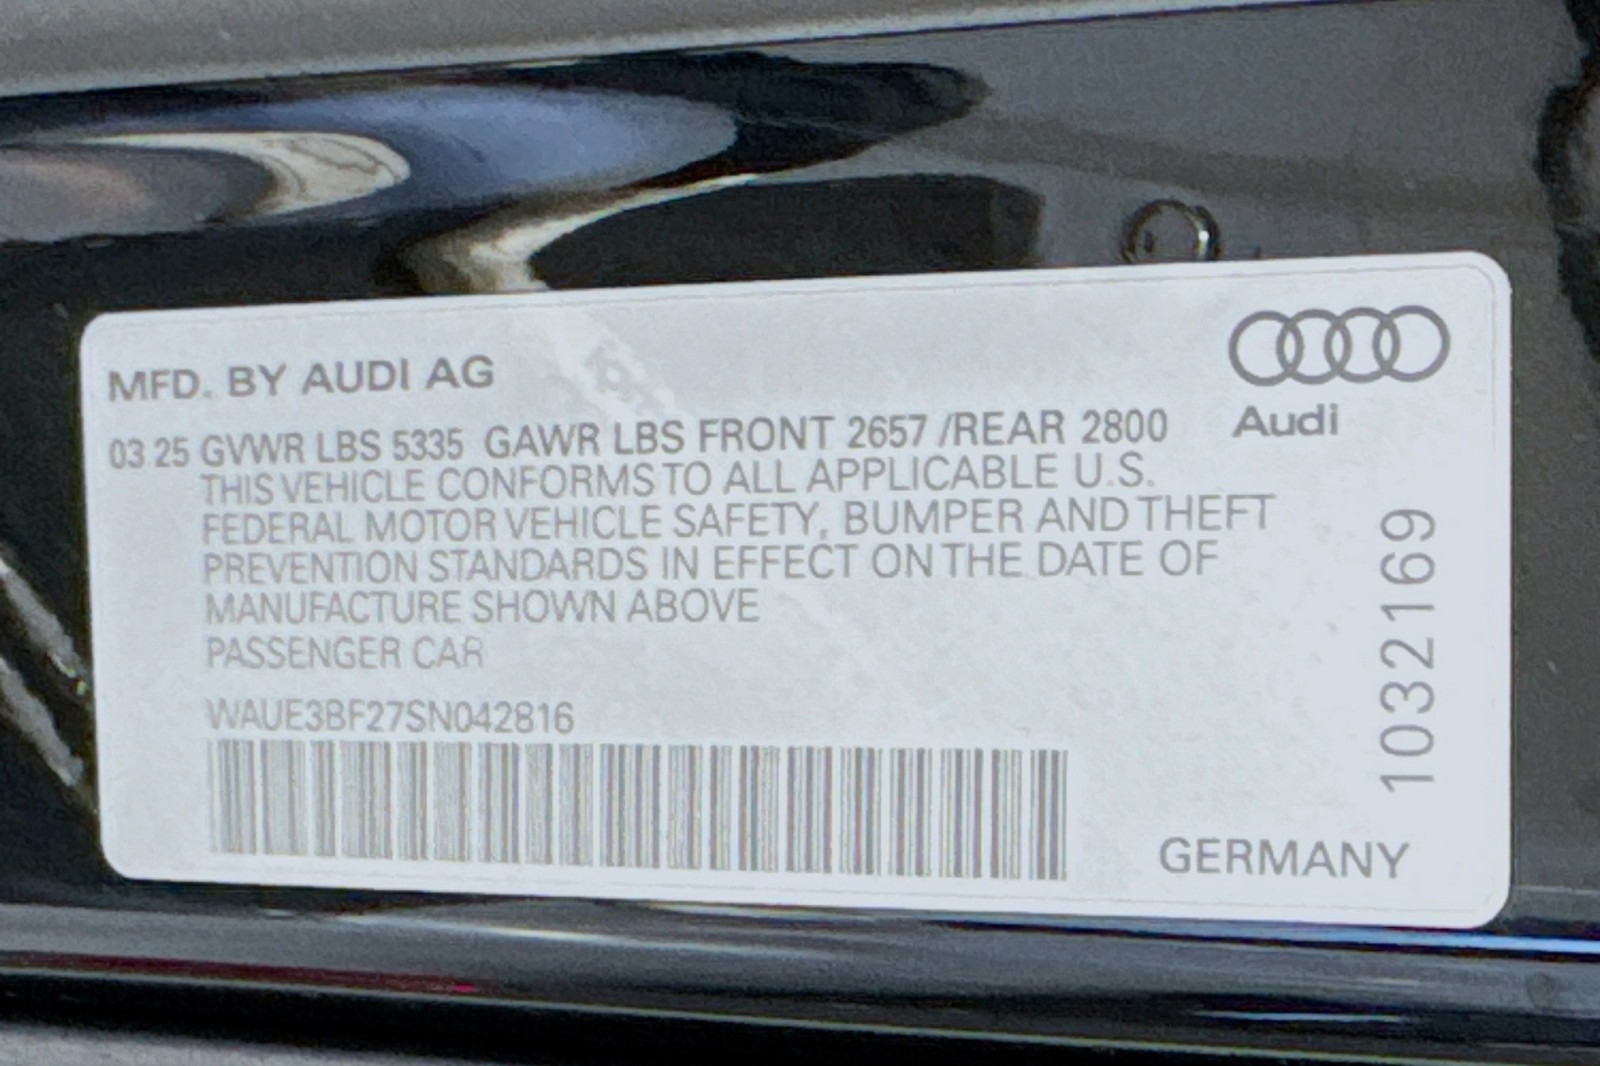 MFD. BY AUDI AG
Audi
03 25 GVWR LBS 5335 GAWR LBS FRONT 2657 /REAR 2800
THIS VEHICLE CONFORMS TO ALL APPLICABLE U.S.
FEDERAL MOTOR VEHICLE SAFETY, BUMPER AND THEFT
PREVENTION STANDARDS IN EFFECT ON THE DATE OF
MANUFACTURE SHOWN ABOVE
PASSENGER CAR
WAUE3BF27SN042816
1032169
GERMANY